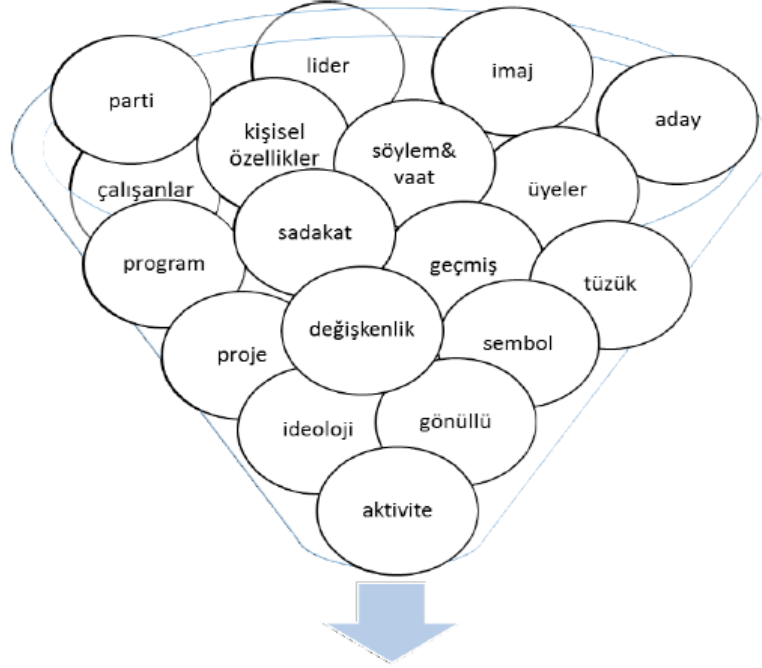 lider
imaj
parti
aday
kişisel
özellikler
söylem&
vaat
çalışanlar
üyeler
sadakat
program
geçmiş
tüzük
değişkenlik
proje
sembol
ideoloji
gönüllü
aktivite